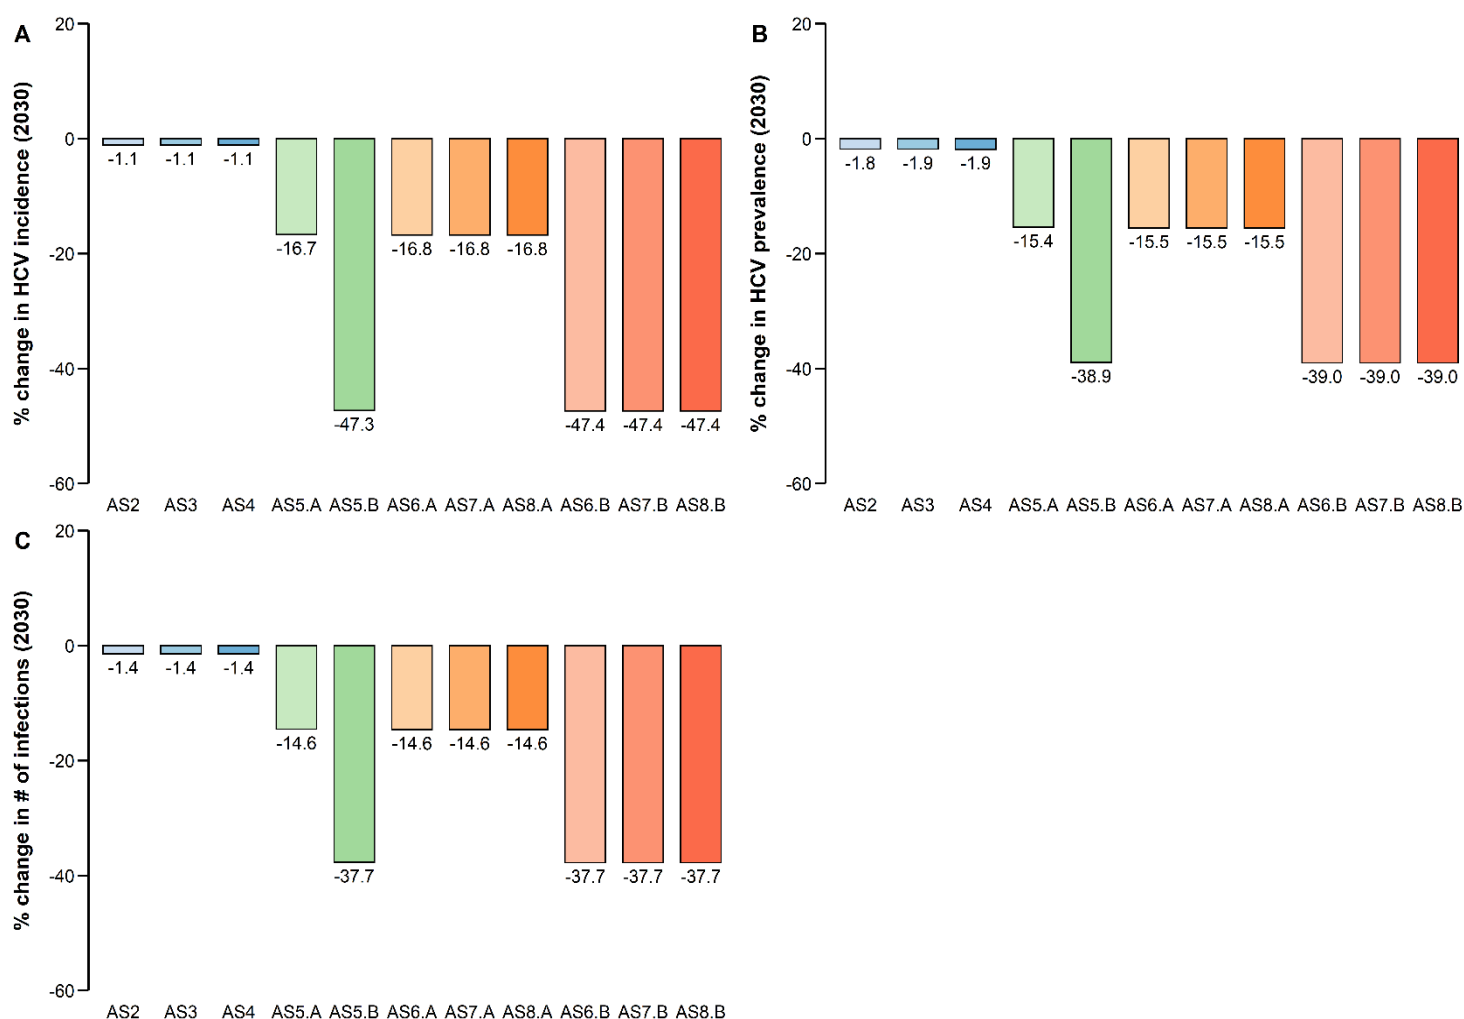 A
% change in HCV incidence (2030)
20
0
-20
-40
-60
-1.1 -1.1 -1.1
-16.7 -16.8 -16.8 -16.8
-47.3 -47.4 -47.4 -47.4
AS2 AS3 AS4 AS5.A AS5.B AS6.A AS7.A AS8.A AS6.B AS7.B AS8.B
B
% change in HCV prevalence (2030)
20
0
-20
-40
-60
-1.8 -1.9 -1.9
-15.4 -15.5 -15.5 -15.5
-38.9 -39.0 -39.0 -39.0
AS2 AS3 AS4 AS5.A AS5.B AS6.A AS7.A AS8.A AS6.B AS7.B AS8.B
C
% change in # of infections (2030)
20
0
-20
-40
-60
-1.4 -1.4 -1.4
-14.6 -14.6 -14.6 -14.6
-37.7 -37.7 -37.7 -37.7
AS2 AS3 AS4 AS5.A AS5.B AS6.A AS7.A AS8.A AS6.B AS7.B AS8.B